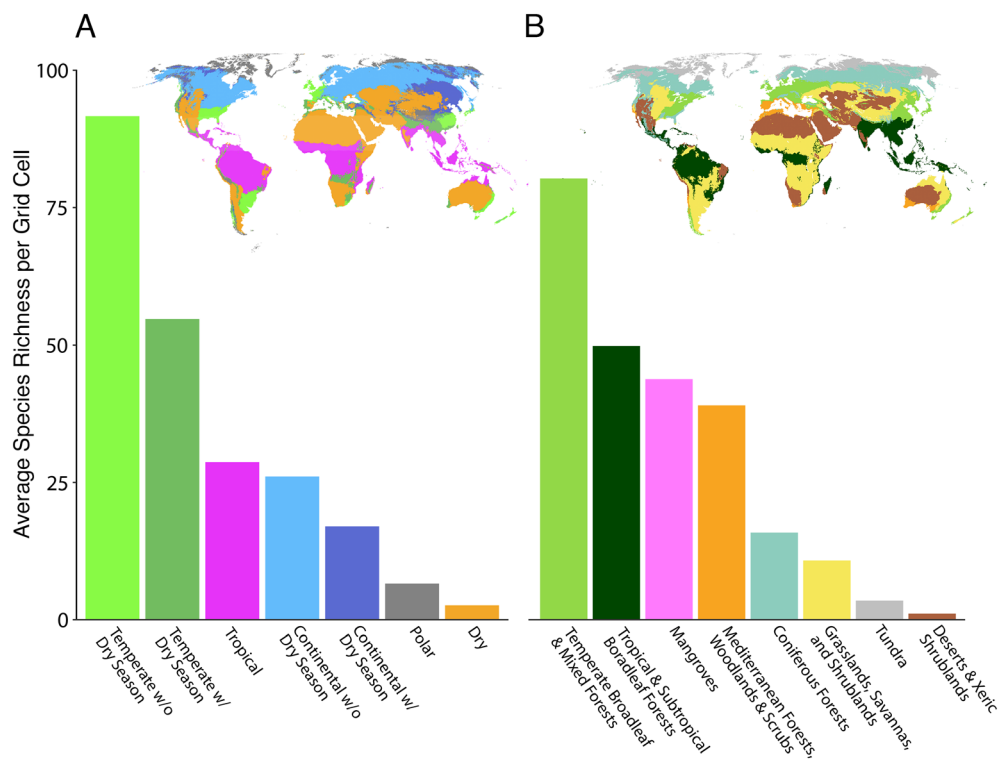 A
B
Average Species Richness per Grid Cell
100
75
50
25
0
Temperate w/o
Dry Season
Temperate w/
Dry Season
Tropical
Continental w/o
Dry Season
Continental w/
Dry Season
Polar
Dry
0
Temperate Broadleaf
& Mixed Forests
Tropical & Subtropical
Boradleaf Forests
Mangroves
Mediterranean Forests,
Woodlands & Scrubs
Coniferous Forests
Grasslands, Savannas,
and Shrublands
Tundra
Deserts & Xeric
Shrublands